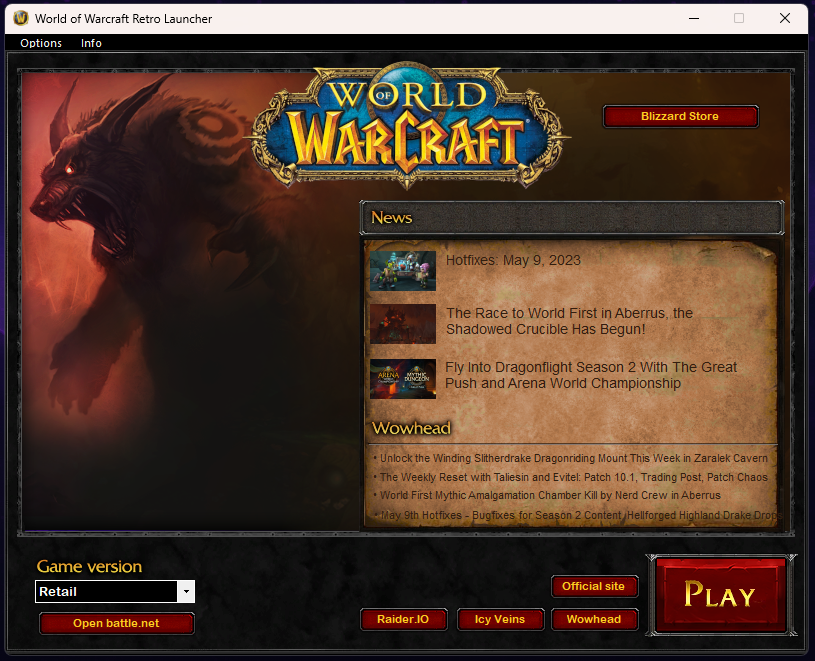 World of Warcraft Retro Launcher
Options Info
WORLD
OF
WARCRAFT
Blizzard Store
News
Hotfixes: May 9, 2023
The Race to World First in Aberrus, the
Shadowed Crucible Has Begun!
ARENA
MYTHIC
DUNGEON
Fly Into Dragonflight Season 2 With The Great
Push and Arena World Championship
Wowhead
• Unlock the Winding Slitherdrake Dragonriding Mount This Week in Zaralek Cavern
• The Weekly Reset with Taliesin and Evitel: Patch 10.1, Trading Post, Patch Chaos
• World First Mythic Amalgamation Chamber Kill by Nerd Crew in Aberrus
• May 9th Hotfixes - Bugfixes for Season 2 Content, Hellforged Highland Drake Drop
Game version
Retail
Open battle.net
Official site
Raider.IO
Icy Veins
Wowhead
PLAY